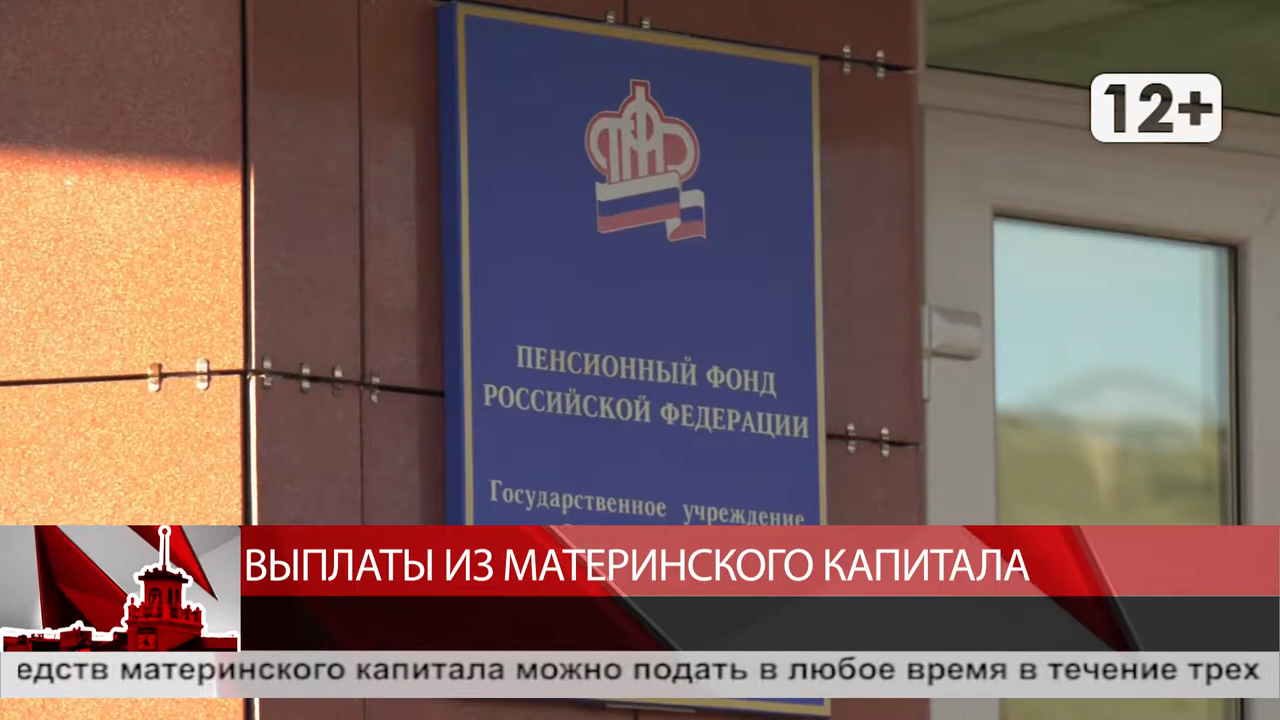 12+
ПЕНСИОННЫЙ ФОНД
РОССИЙСКОЙ ФЕДЕРАЦИИ
Государственное учреждение
ВЫПЛАТЫ ИЗ МАТЕРИНСКОГО КАПИТАЛА
едств материнского капитала можно подать в любое время в течение трех